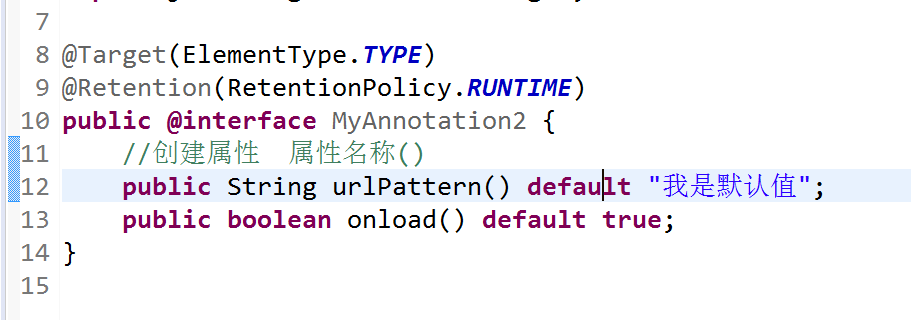 7
8 @Target(ElementType.TYPE)
9 @Retention(RetentionPolicy.RUNTIME)
10 public @interface MyAnnotation2 {
11     //创建属性  属性名称()
12     public String urlPattern() default "我是默认值";
13     public boolean onload() default true;
14 }
15